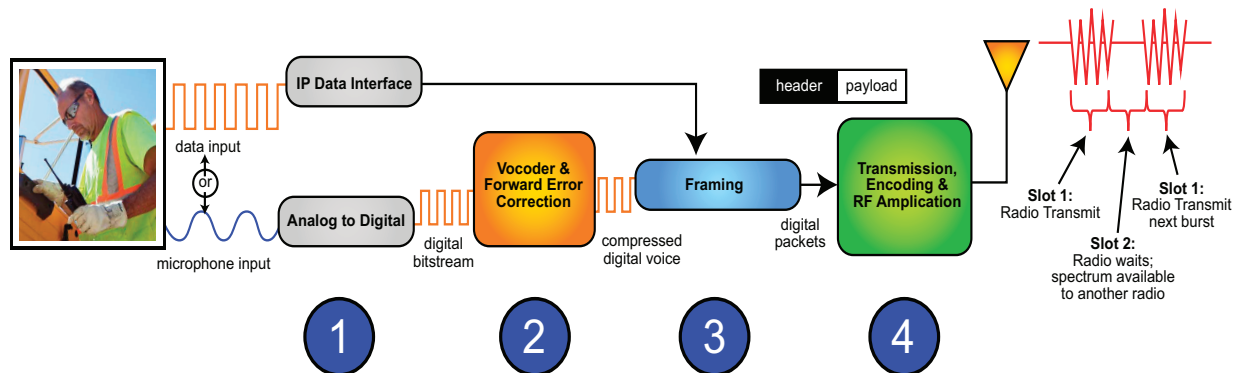 IP Data Interface
header
payload
data input
or
Vocoder &
Forward Error
Correction
Framing
Transmission,
Encoding &
RF Amplication
Analog to Digital
microphone input
digital
bitstream
compressed
digital voice
digital
packets
Slot 1:
Radio Transmit
Slot 2:
Radio waits;
spectrum available
to another radio
Slot 1:
Radio Transmit
next burst
1
2
3
4